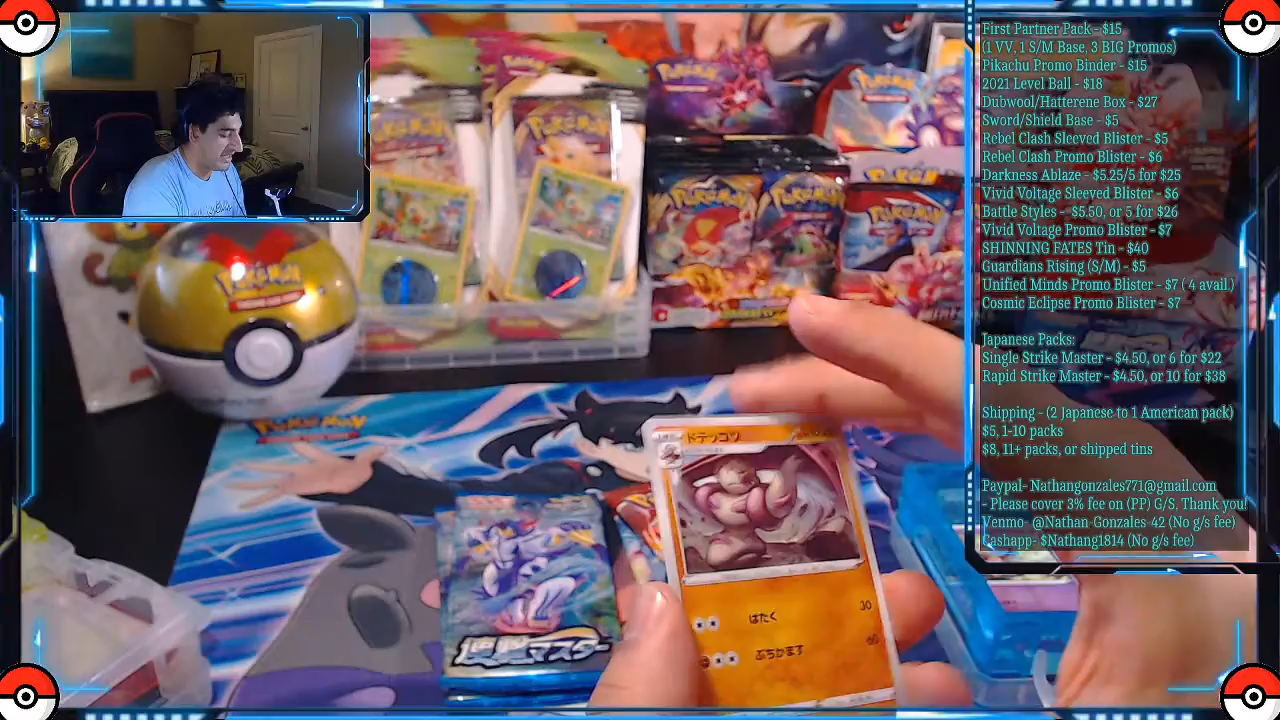 First Partner Pack - $15
(1 VV, 1 S/M Base, 3 BIG Promos)
Pikachu Promo Binder - $15
2021 Level Ball - $18
Dubwool/Hatterene Box - $27
Sword/Shield Base - $5
Rebel Clash Sleeved Blister - $5
Rebel Clash Promo Blister - $6
Darkness Ablaze - $5.25/5 for $25
Vivid Voltage Sleeved Blister - $6
Battle Styles - $5.50, or 5 for $26
Vivid Voltage Promo Blister - $7
SHINNING FATES Tin - $40
Guardians Rising (S/M) - $5
Unified Minds Promo Blister - $7 ( 4 avail.)
Cosmic Eclipse Promo Blister - $7
Japanese Packs:
Single Strike Master - $4.50, or 6 for $22
Rapid Strike Master - $4.50, or 10 for $38
Shipping - (2 Japanese to 1 American pack)
$5, 1-10 packs
$8, 11+ packs, or shipped tins
Paypal- Nathangonzales771@gmail.com
- Please cover 3% fee on (PP) G/S. Thank you!
Venmo- @Nathan-Gonzales-42 (No g/s fee)
Cashapp- $Nathang1814 (No g/s fee)
Pokémon
Pokémon
Pokémon
Pokémon
Pokémon
Pokémon
Pokémon
Pokémon
POKÉMON
ドテッコツ
はたく 30
ぶちかます 60
連撃マスター